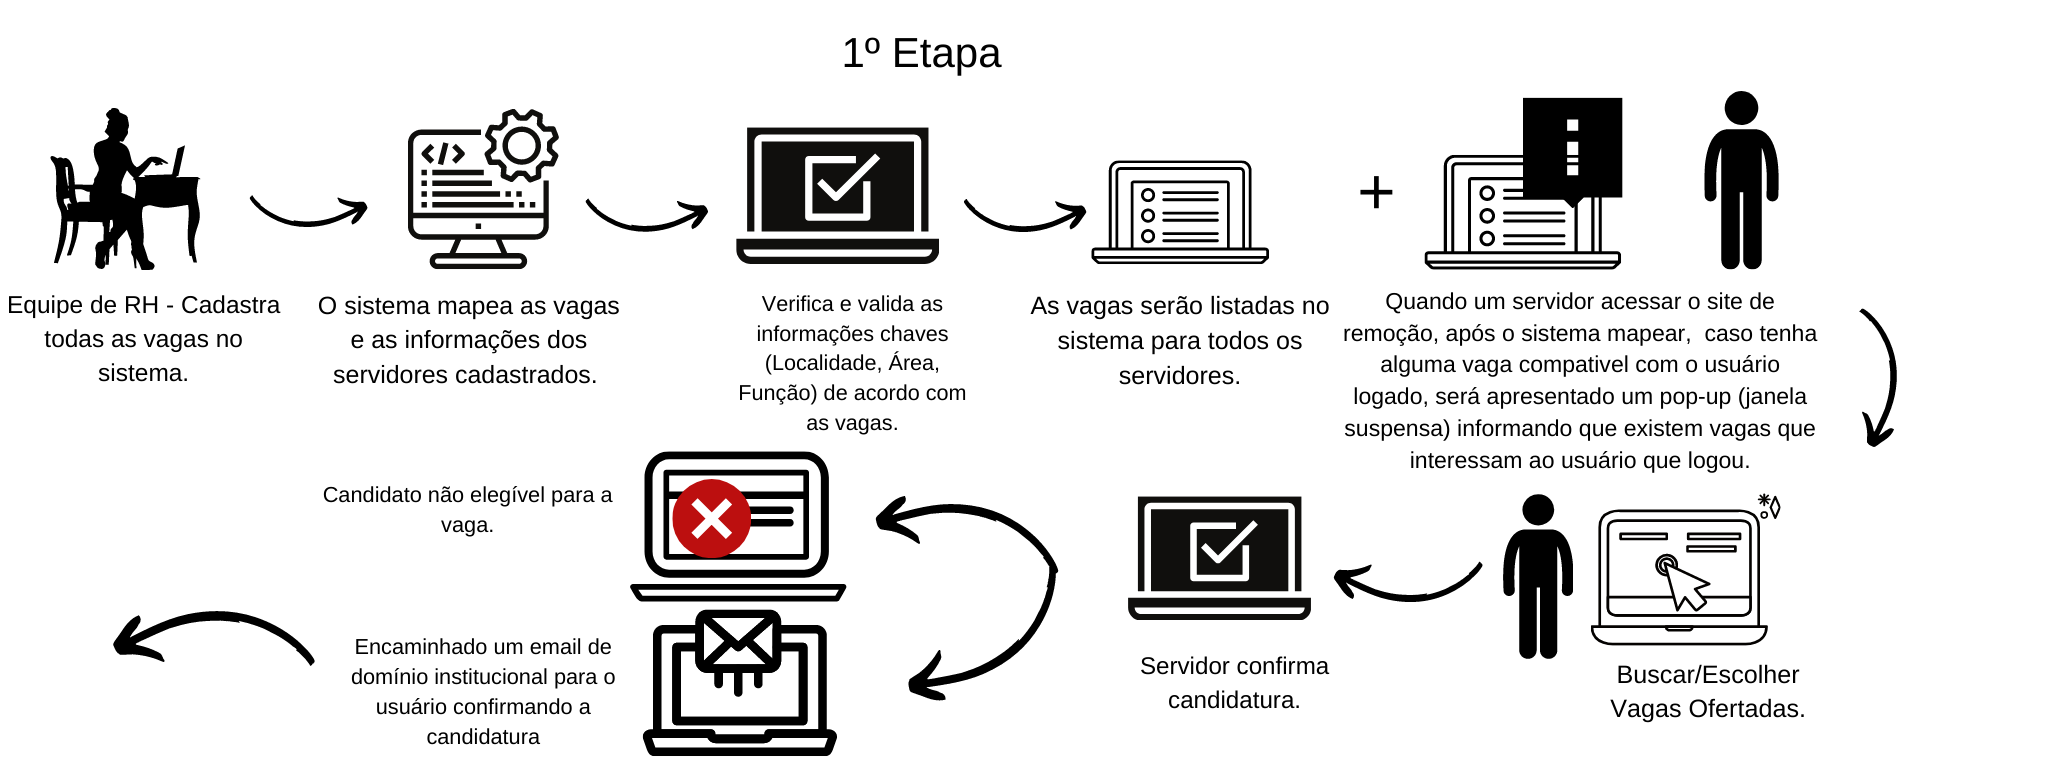 1º Etapa
Equipe de RH - Cadastra
todas as vagas no
sistema.
O sistema mapea as vagas
e as informações dos
servidores cadastrados.
Verifica e valida as
informações chaves
(Localidade, Área,
Função) de acordo com
as vagas.
As vagas serão listadas no
sistema para todos os
servidores.
+
Quando um servidor acessar o site de
remoção, após o sistema mapear, caso tenha
alguma vaga compativel com o usuário
logado, será apresentado um pop-up (janela
suspensa) informando que existem vagas que
interessam ao usuário que logou.
Buscar/Escolher
Vagas Ofertadas.
Servidor confirma
candidatura.
Candidato não elegível para a
vaga.
Encaminhado um email de
domínio institucional para o
usuário confirmando a
candidatura